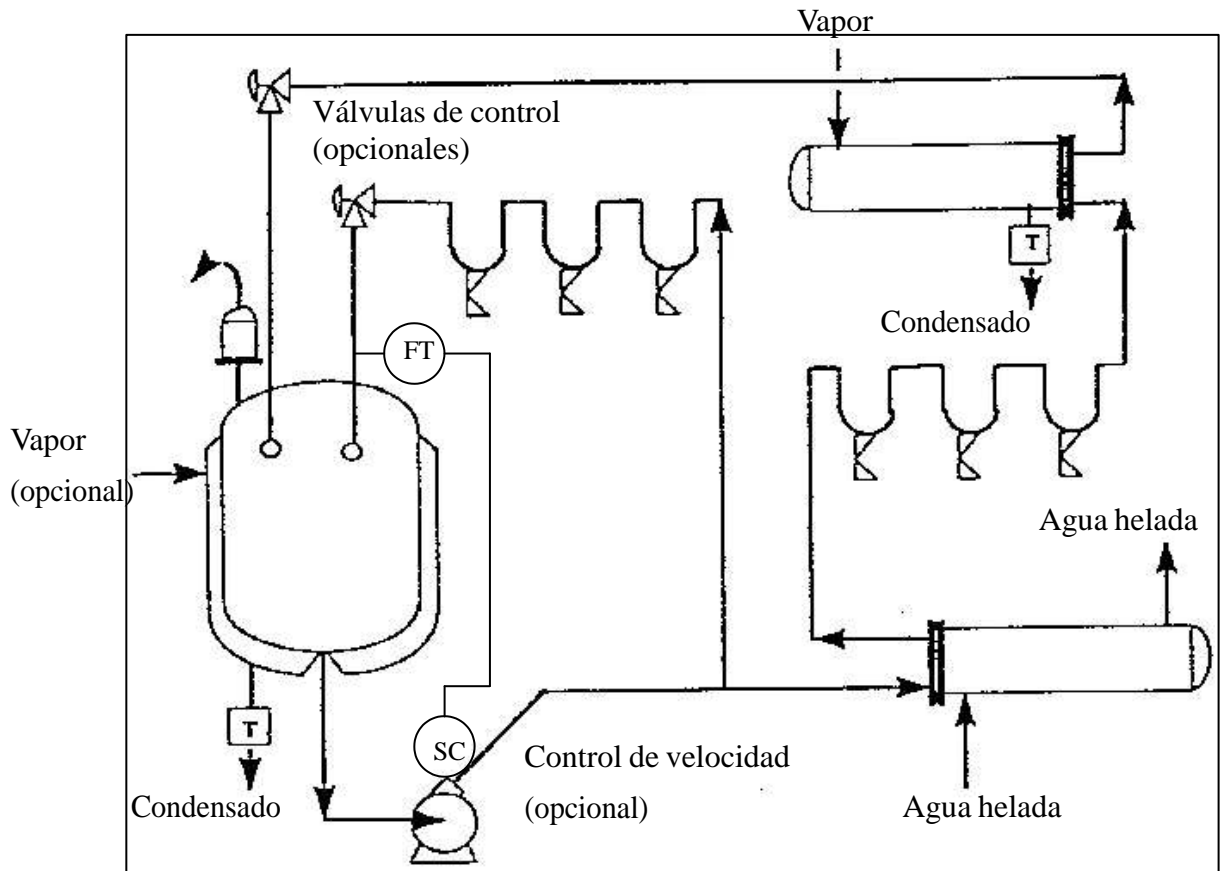 Vapor
Válvulas de control
(opcionales)
T
Condensado
FT
Vapor
(opcional)
Agua helada
T
SC
Control de velocidad
(opcional)
Condensado
Agua helada